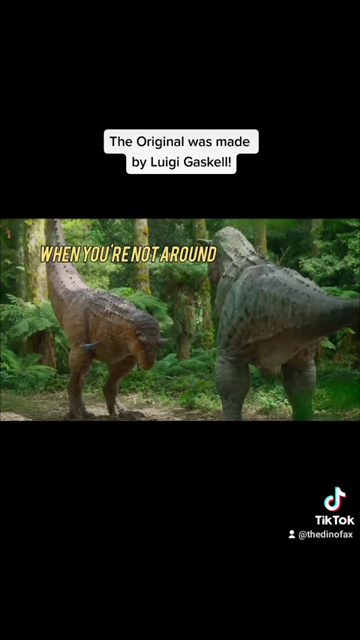 The Original was made
by Luigi Gaskell!
WHEN YOU'RE NOT AROUND
TikTok
@thedinofax